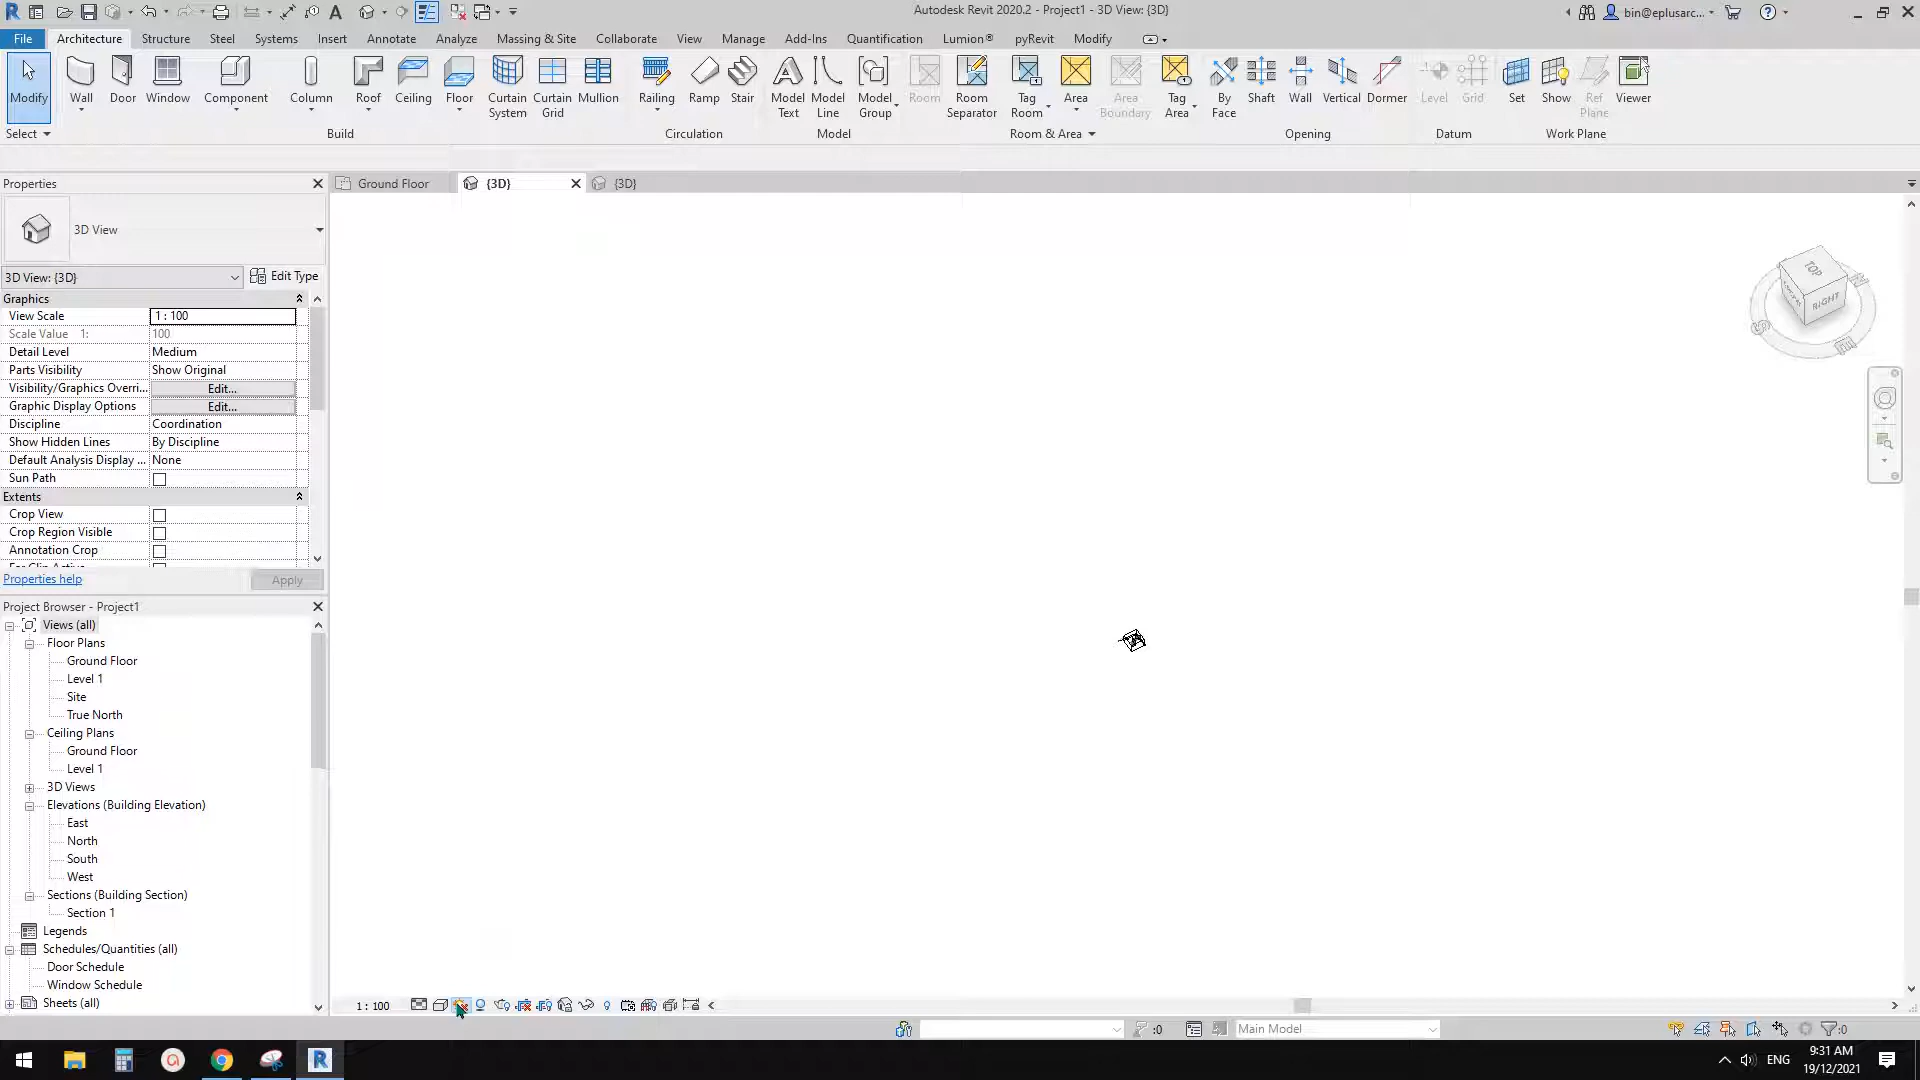 Autodesk Revit 2020.2 - Project1 - 3D View: {3D}
bin@eplusarc...
File Architecture Structure Steel Systems Insert Annotate Analyze Massing & Site Collaborate View Manage Add-Ins Quantification Lumion® pyRevit Modify
Modify Wall Door Window Component Column Roof Ceiling Floor Curtain System Curtain Grid Mullion Railing Ramp Stair Model Text Model Line Model Group Room Room Separator Tag Room Area Area Boundary Tag Area By Face Shaft Wall Vertical Dormer Level Grid Set Show Ref Plane Viewer
Select Build Circulation Model Room & Area Opening Datum Work Plane
Properties
Ground Floor {3D} {3D}
3D View
3D View: {3D} Edit Type
Graphics
View Scale 1 : 100
Scale Value 1: 100
Detail Level Medium
Parts Visibility Show Original
Visibility/Graphics Overri... Edit...
Graphic Display Options Edit...
Discipline Coordination
Show Hidden Lines By Discipline
Default Analysis Display ... None
Sun Path
Extents
Crop View
Crop Region Visible
Annotation Crop
Properties help Apply
TOP
RIGHT
Project Browser - Project1
Views (all)
Floor Plans
Ground Floor
Level 1
Site
True North
Ceiling Plans
Ground Floor
Level 1
3D Views
Elevations (Building Elevation)
East
North
South
West
Sections (Building Section)
Section 1
Legends
Schedules/Quantities (all)
Door Schedule
Window Schedule
Sheets (all)
1 : 100
:0 Main Model :0
ENG
9:31 AM
19/12/2021